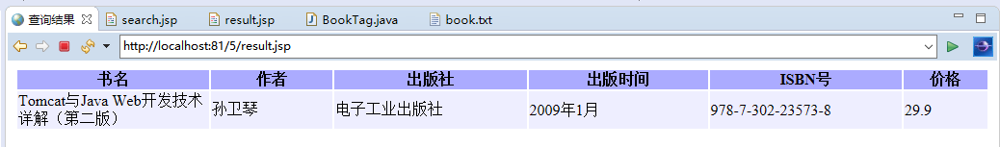 查询结果 search.jsp result.jsp BookTag.java book.txt
http://localhost:81/5/result.jsp
书名 作者 出版社 出版时间 ISBN号 价格
Tomcat与Java Web开发技术
详解（第二版） 孙卫琴 电子工业出版社 2009年1月 978-7-302-23573-8 29.9